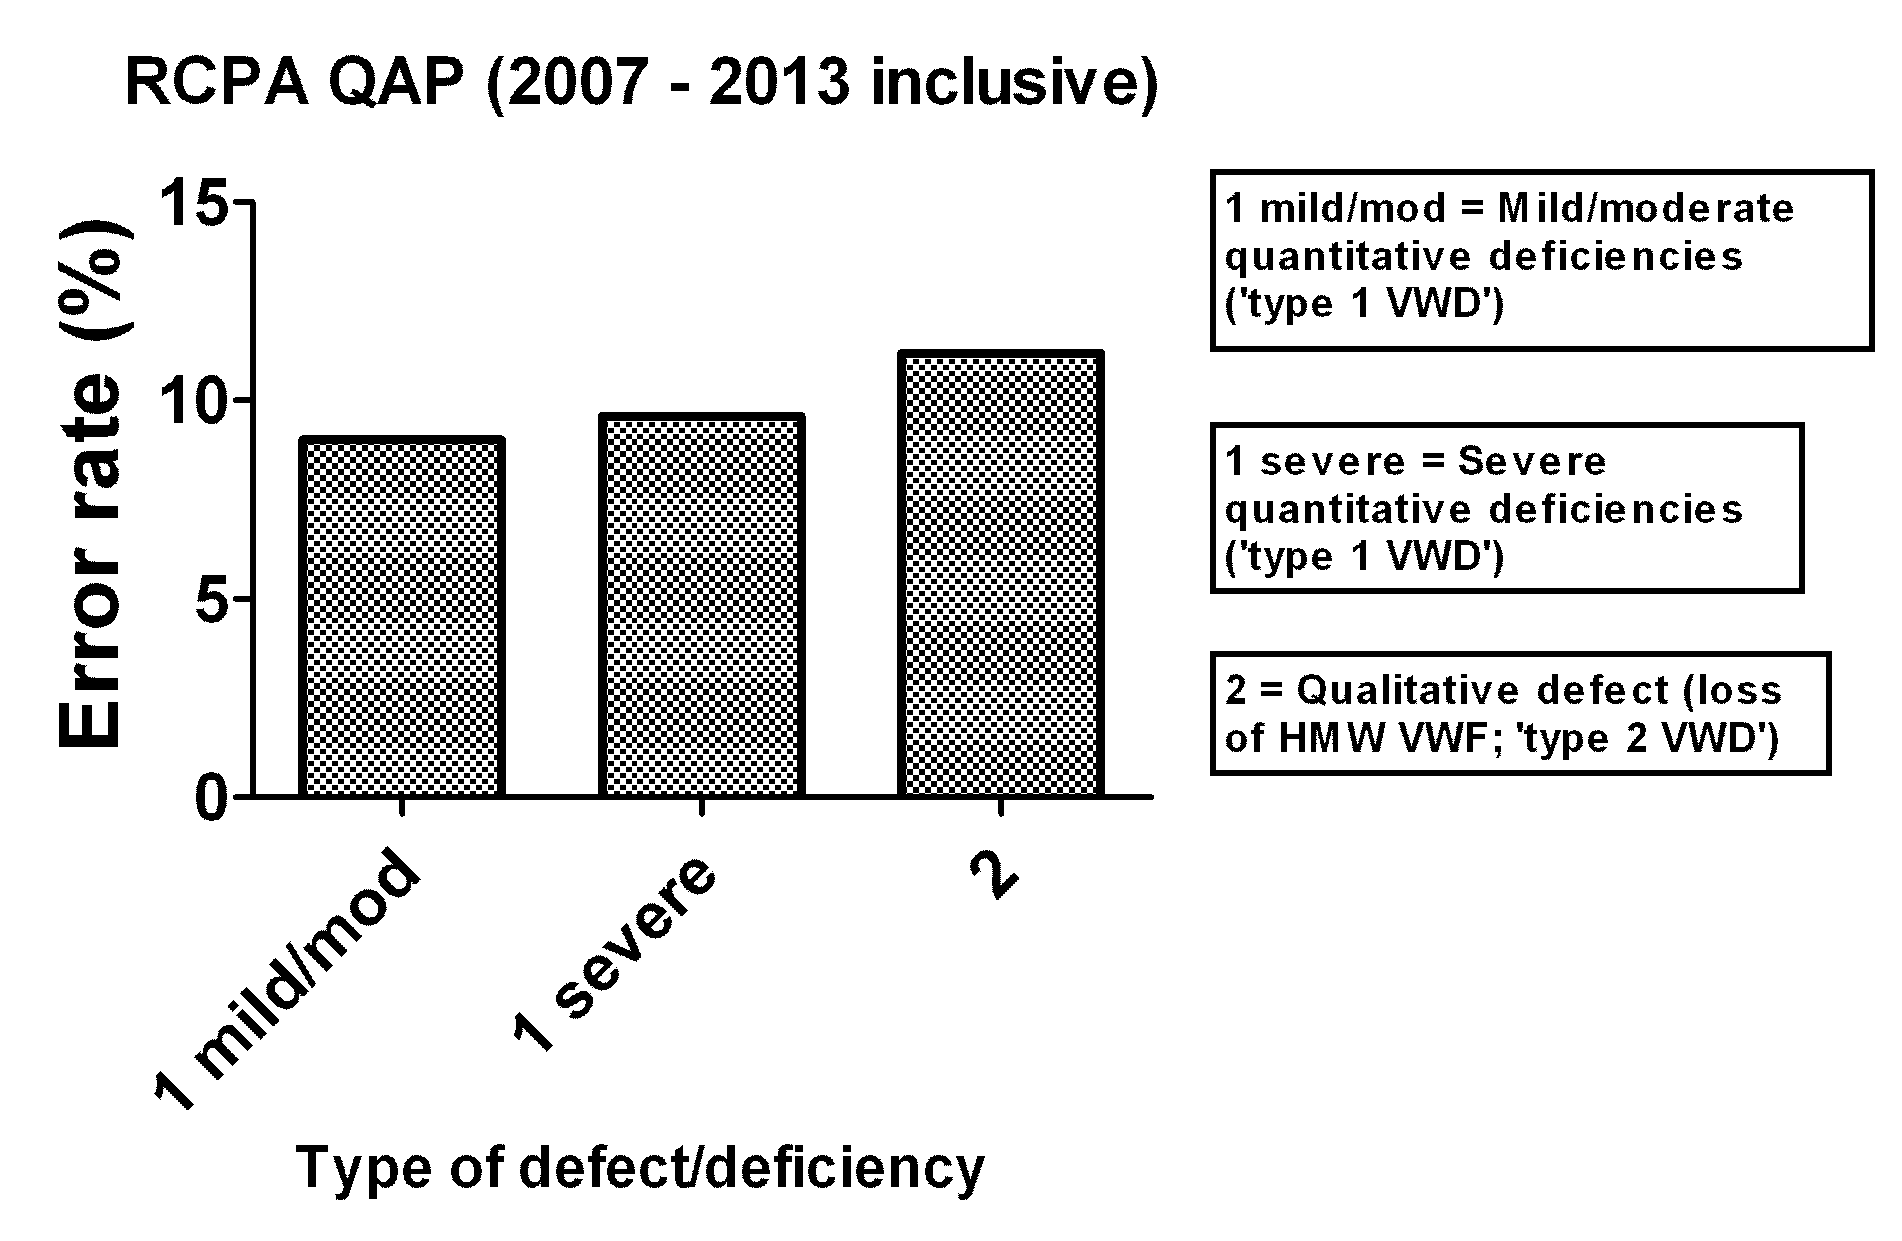 RCPA QAP (2007 - 2013 inclusive)
Error rate (%)
15
10
5
0
1 mild/mod
1 severe
2
Type of defect/deficiency
1 mild/mod = Mild/moderate
quantitative deficiencies
('type 1 VWD')
1 severe = Severe
quantitative deficiencies
('type 1 VWD')
2 = Qualitative defect (loss
of HMW VWF; 'type 2 VWD')